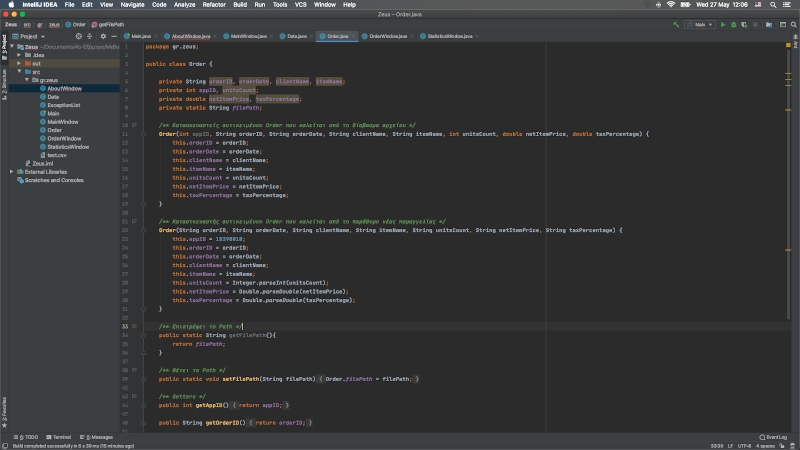 IntelliJ IDEA File Edit View Navigate Code Analyze Refactor Build Run Tools VCS Window Help Wed 27 May 12:06
Zeus – Order.java
Zeus src gr zeus Order getFilePath Main
Project Main.java AboutWindow.java MainWindow.java Data.java Order.java OrderWindow.java StatisticsWindow.java
Zeus
.idea
out
src
gr.zeus
AboutWindow
Data
ExceptionList
Main
MainWindow
Order
OrderWindow
StatisticsWindow
test.csv
Zeus.iml
External Libraries
Scratches and Consoles
1: Project
Z: Structure
2: Favorites
package gr.zeus;
public class Order {
private String orderID, orderDate, clientName, itemName;
private int appID, unitsCount;
private double netItemPrice, taxPercentage;
private static String filePath;
/** Κατασκευαστής αντικειμένου Order που καλείται από το διάβασμα αρχείου */
Order(int appID, String orderID, String orderDate, String clientName, String itemName, int unitsCount, double netItemPrice, double taxPercentage) {
this.orderID = orderID;
this.orderDate = orderDate;
this.clientName = clientName;
this.itemName = itemName;
this.unitsCount = unitsCount;
this.netItemPrice = netItemPrice;
this.taxPercentage = taxPercentage;
}
/** Κατασκευαστής αντικειμένου Order που καλείται από το παράθυρο νέας παραγγελίας */
Order(String orderID, String orderDate, String clientName, String itemName, String unitsCount, String netItemPrice, String taxPercentage) {
this.appID = 18390018;
this.orderID = orderID;
this.orderDate = orderDate;
this.clientName = clientName;
this.itemName = itemName;
this.unitsCount = Integer.parseInt(unitsCount);
this.netItemPrice = Double.parseDouble(netItemPrice);
this.taxPercentage = Double.parseDouble(taxPercentage);
}
/** Επιστρέφει το Path */
public static String getFilePath(){
return filePath;
}
/** Θέτει το Path */
public static void setFilePath(String filePath) { Order.filePath = filePath; }
/** Getters */
public int getAppID() { return appID; }
public String getOrderID() { return orderID; }
6: TODO Terminal 0: Messages Event Log
Build completed successfully in 6 s 39 ms (16 minutes ago) 33:30 LF UTF-8 4 spaces